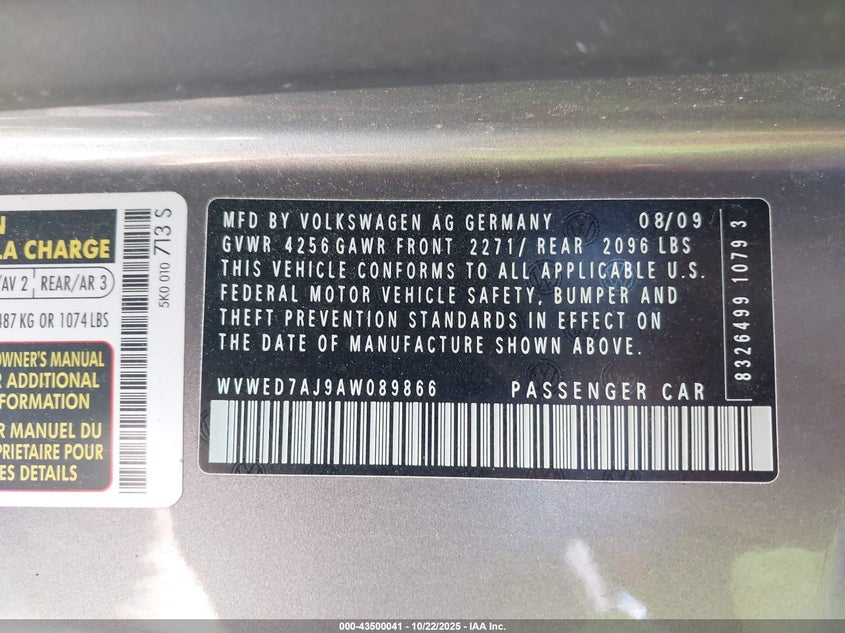 N
LA CHARGE
/AV 2 REAR/AR 3
487 KG OR 1074 LBS
OWNER'S MANUAL
R ADDITIONAL
FORMATION
R MANUEL DU
PRIETAIRE POUR
ES DETAILS
5K0 010 713 S
MFD BY VOLKSWAGEN AG GERMANY 08/09
GVWR 4256 GAWR FRONT 2271/ REAR 2096 LBS
THIS VEHICLE CONFORMS TO ALL APPLICABLE U.S.
FEDERAL MOTOR VEHICLE SAFETY, BUMPER AND
THEFT PREVENTION STANDARDS IN EFFECT ON
THE DATE OF MANUFACTURE SHOWN ABOVE.
WVWED7AJ9AW089866 PASSENGER CAR
8326499 1079 3
000-43500041 - 10/22/2025 - IAA Inc.